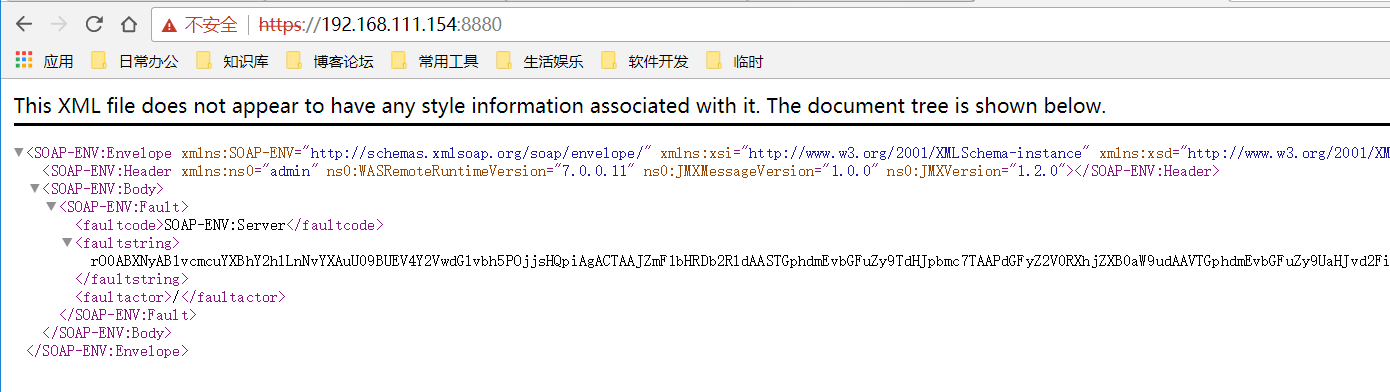 不安全 https://192.168.111.154:8880
应用 日常办公 知识库 博客论坛 常用工具 生活娱乐 软件开发 临时
This XML file does not appear to have any style information associated with it. The document tree is shown below.
▼<SOAP-ENV:Envelope xmlns:SOAP-ENV="http://schemas.xmlsoap.org/soap/envelope/" xmlns:xsi="http://www.w3.org/2001/XMLSchema-instance" xmlns:xsd="http://www.w3.org/2001/XM
<SOAP-ENV:Header xmlns:ns0="admin" ns0:WASRemoteRuntimeVersion="7.0.0.11" ns0:JMXMessageVersion="1.0.0" ns0:JMXVersion="1.2.0"></SOAP-ENV:Header>
▼<SOAP-ENV:Body>
▼<SOAP-ENV:Fault>
<faultcode>SOAP-ENV:Server</faultcode>
▼<faultstring>
rO0ABXNyAB1vcmcuYXBhY2hlLnNvYXAuU09BUEV4Y2VwdGlvbh5POjjsHQpiAgACTAAJZmF1bHRDb2RldAASTGphdmEvbGFuZy9TdHJpbmc7TAAPdGFyZ2V0RXhjZXB0aW9udAAVTGphdmEvbGFuZy9UaHJvd2Fi
</faultstring>
<faultactor>/</faultactor>
</SOAP-ENV:Fault>
</SOAP-ENV:Body>
</SOAP-ENV:Envelope>